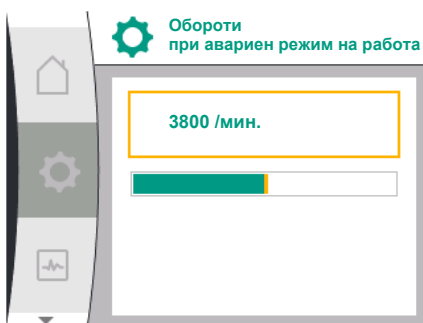 Обороти
при авариен режим на работа
3800 /мин.